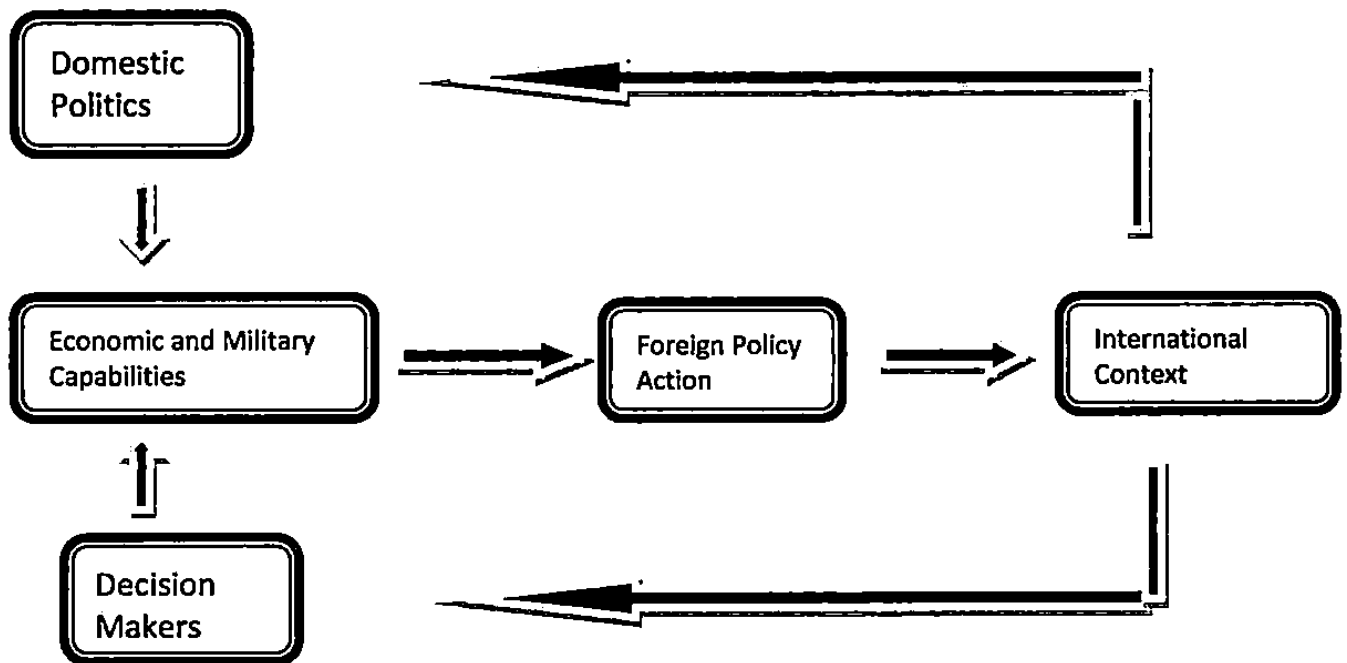 Domestic
Politics
Economic and Military
Capabilities
Foreign Policy
Action
International
Context
Decision
Makers